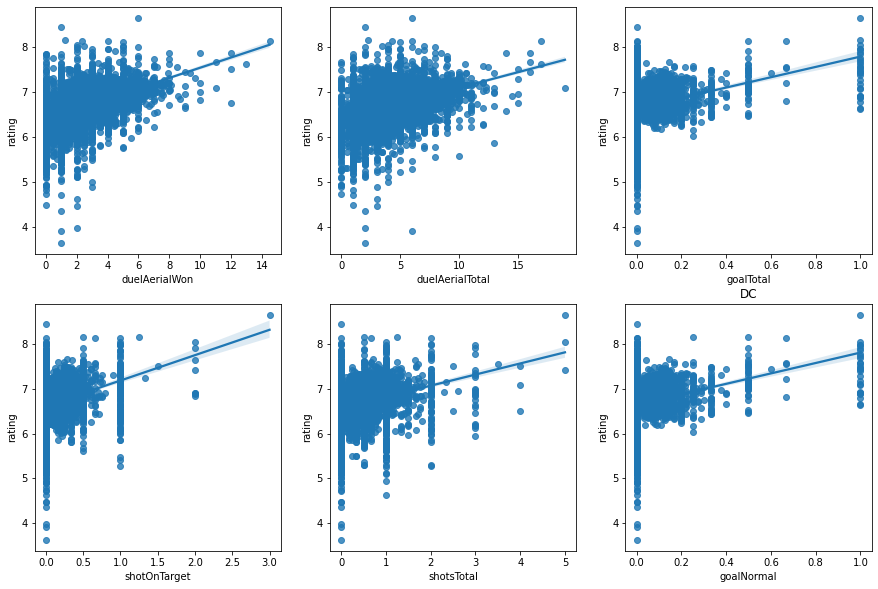 rating
8
7
6
5
4
0 2 4 6 8 10 12 14
duelAerialWon
rating
8
7
6
5
4
0 5 10 15
duelAerialTotal
rating
8
7
6
5
4
0.0 0.2 0.4 0.6 0.8 1.0
goalTotal
rating
8
7
6
5
4
0.0 0.5 1.0 1.5 2.0 2.5 3.0
shotOnTarget
rating
8
7
6
5
4
0 1 2 3 4 5
shotsTotal
DC
rating
8
7
6
5
4
0.0 0.2 0.4 0.6 0.8 1.0
goalNormal